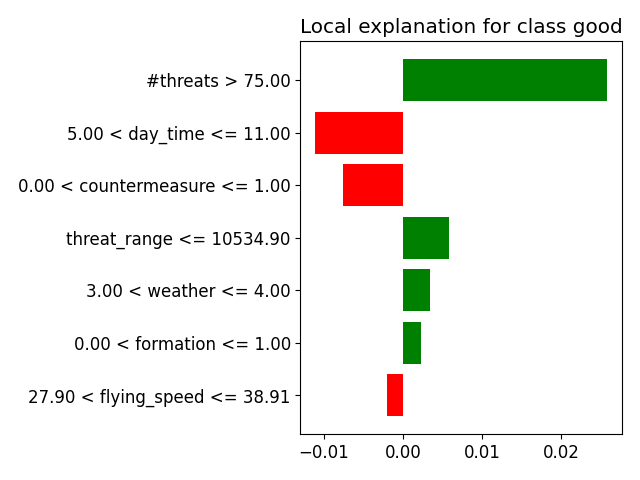 Local explanation for class good
#threats > 75.00
5.00 < day_time <= 11.00
0.00 < countermeasure <= 1.00
threat_range <= 10534.90
3.00 < weather <= 4.00
0.00 < formation <= 1.00
27.90 < flying_speed <= 38.91
−0.01 0.00 0.01 0.02